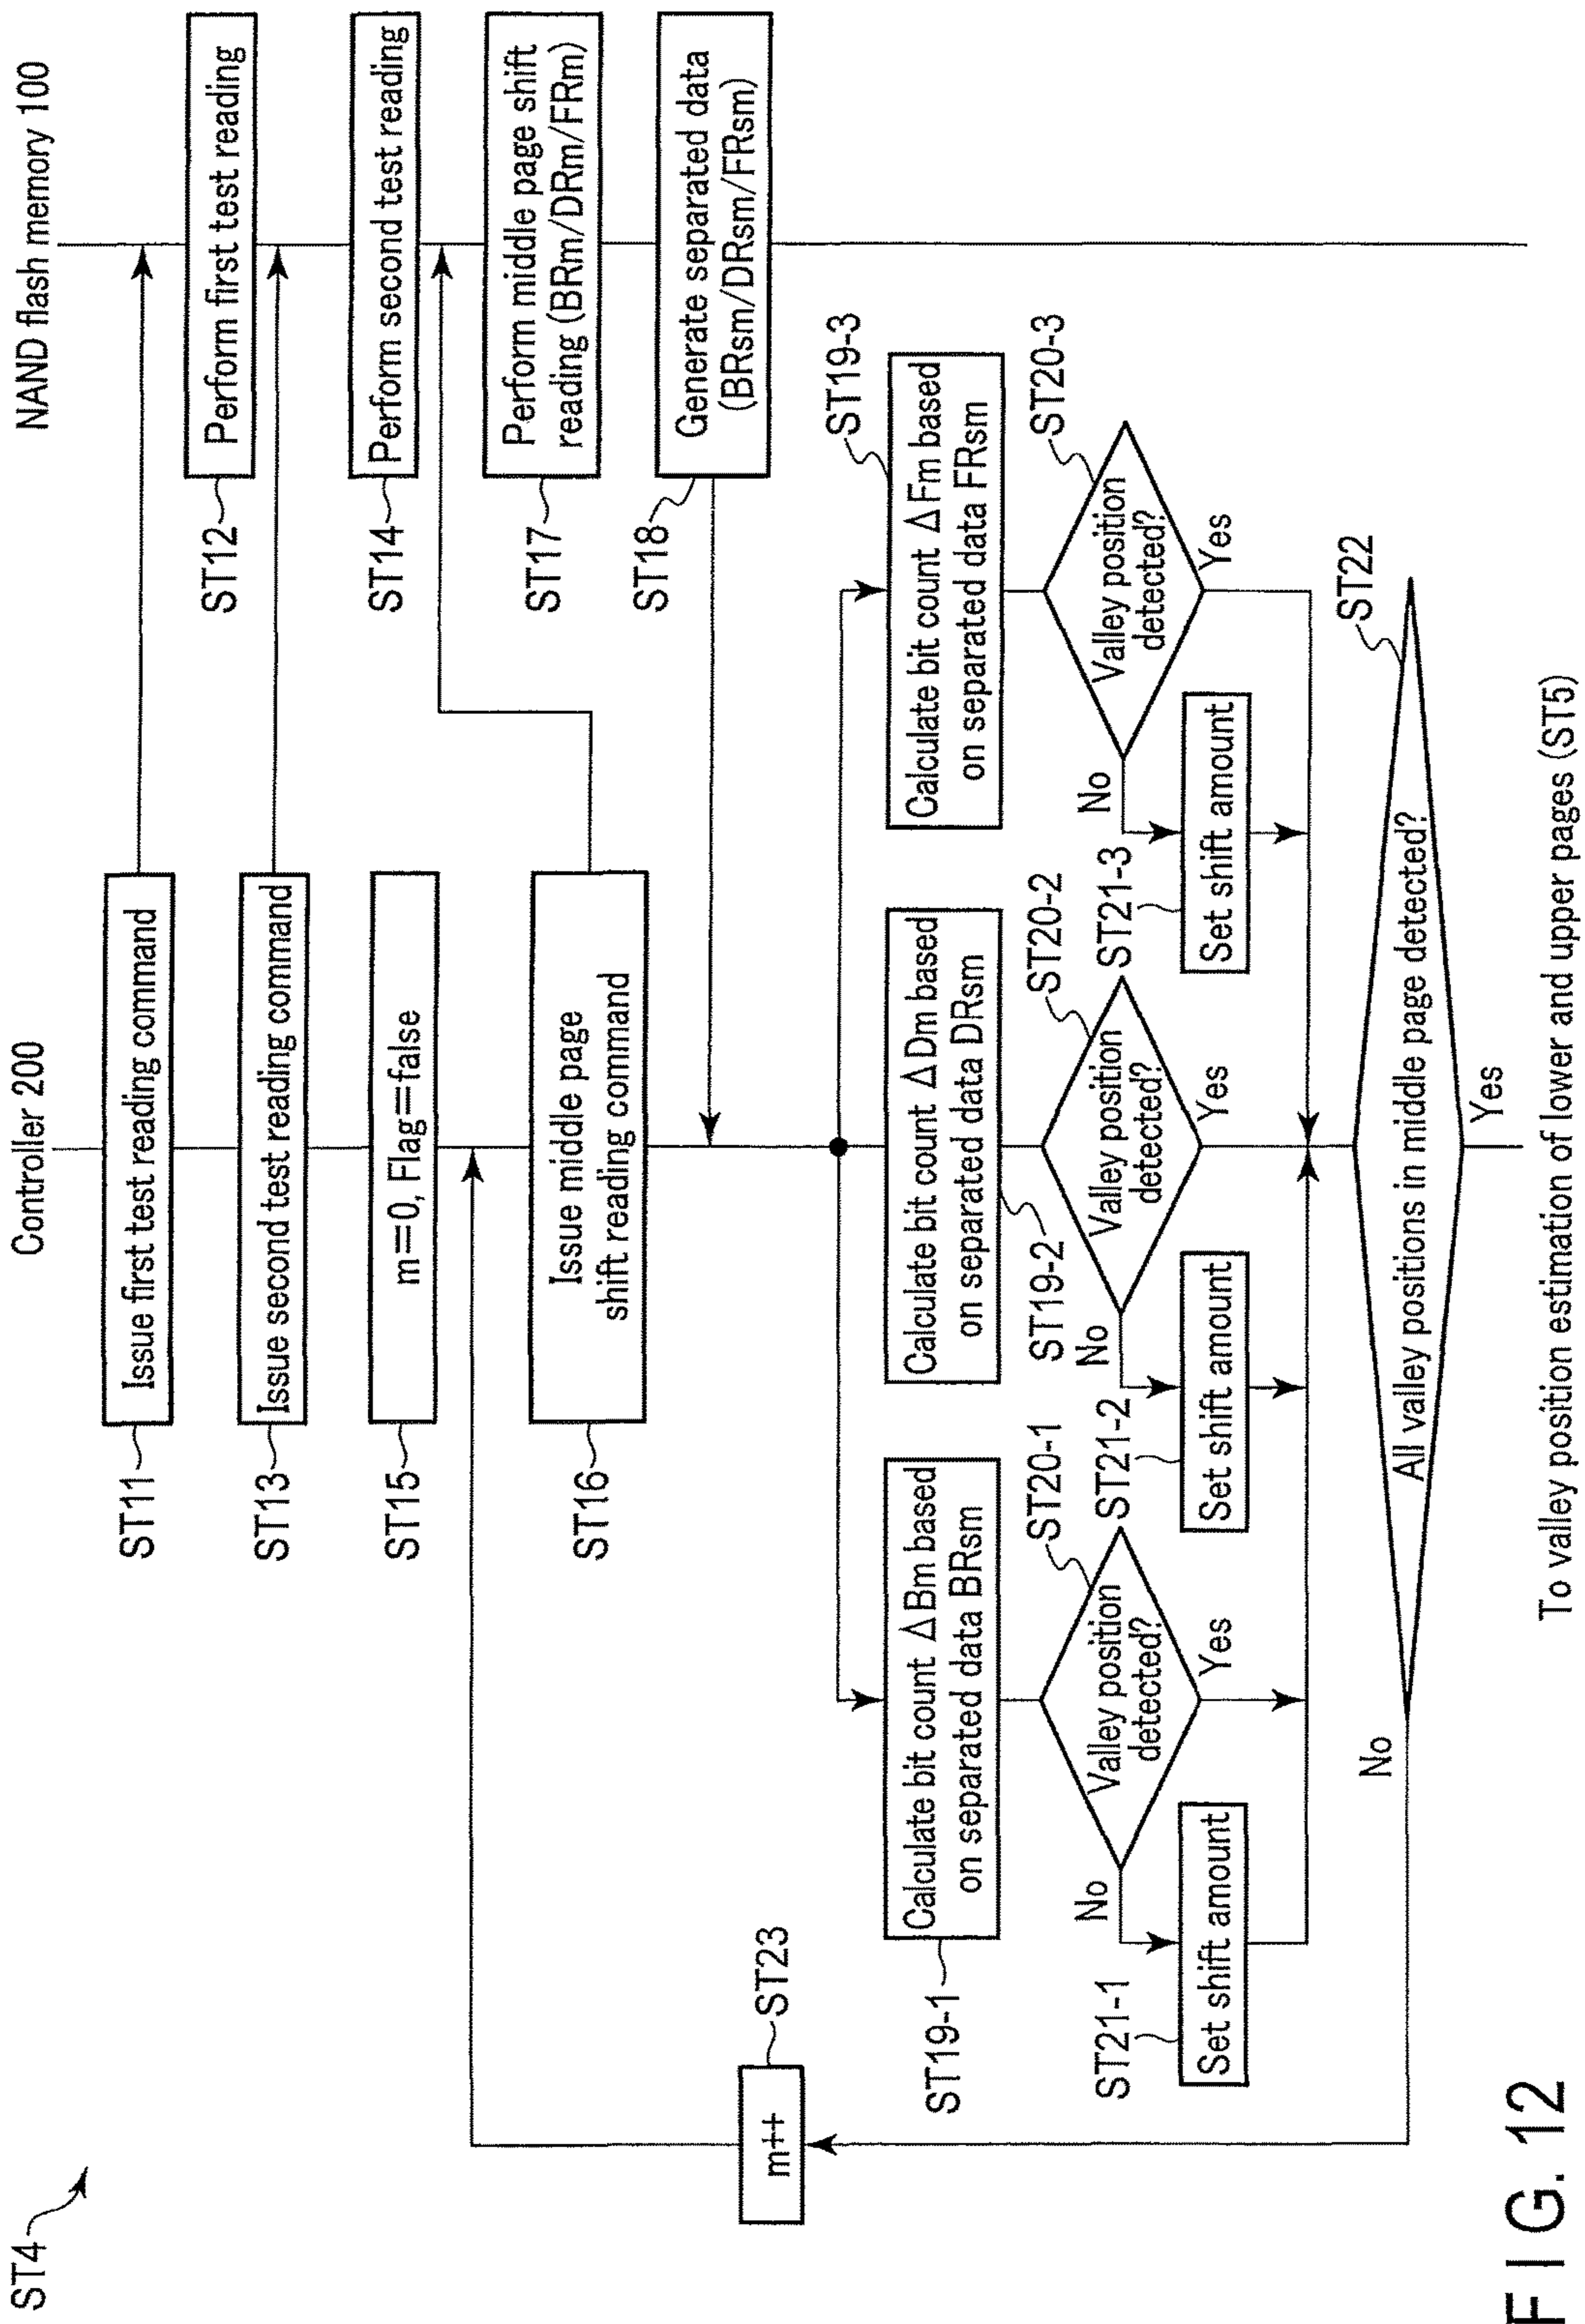 ST4
Controller 200
NAND flash memory 100
ST11
Issue first test reading command
ST12
Perform first test reading
ST13
Issue second test reading command
ST14
Perform second test reading
ST15
m=0, Flag=false
ST16
Issue middle page
shift reading command
ST17
Perform middle page shift
reading (BRm/DRm/FRm)
ST18
Generate separated data
(BRsm/DRsm/FRsm)
ST23
m++
ST19-1
Calculate bit count ΔBm based
on separated data BRsm
ST19-2
Calculate bit count ΔDm based
on separated data DRsm
ST19-3
Calculate bit count ΔFm based
on separated data FRsm
ST20-1
Valley position
detected?
No
Yes
ST20-2
Valley position
detected?
No
Yes
ST20-3
Valley position
detected?
No
Yes
ST21-1
Set shift amount
ST21-2
Set shift amount
ST21-3
Set shift amount
ST22
All valley positions in middle page detected?
No
Yes
To valley position estimation of lower and upper pages (ST5)
FIG. 12